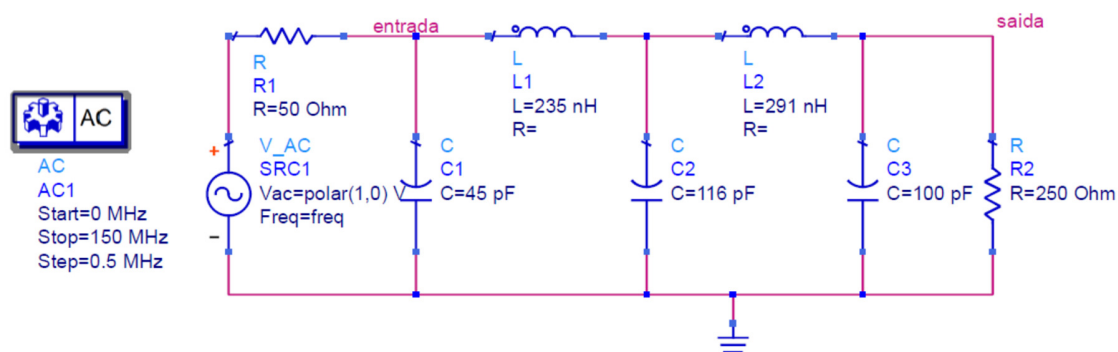 entrada
saida
R
R1
R=50 Ohm
L
L1
L=235 nH
R=
L
L2
L=291 nH
R=
AC
AC
AC1
Start=0 MHz
Stop=150 MHz
Step=0.5 MHz
+
V_AC
SRC1
Vac=polar(1,0) V
Freq=freq
−
C
C1
C=45 pF
C
C2
C=116 pF
C
C3
C=100 pF
R
R2
R=250 Ohm